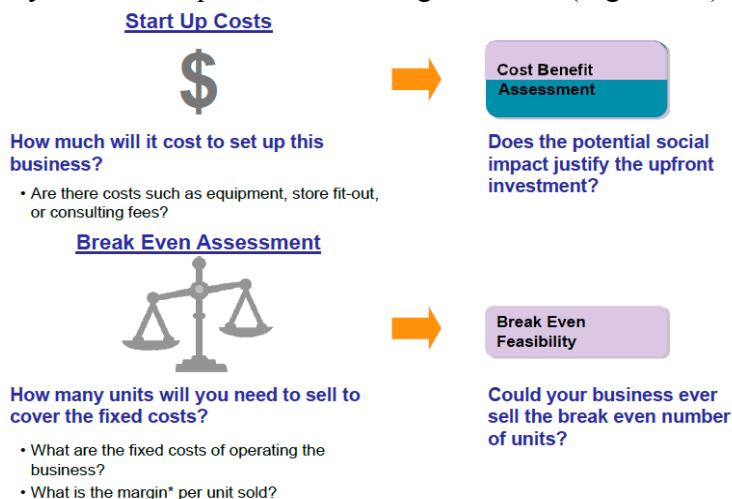 Start Up Costs
$
Cost Benefit
Assessment
How much will it cost to set up this
business?
• Are there costs such as equipment, store fit-out,
or consulting fees?
Does the potential social
impact justify the upfront
investment?
Break Even Assessment
Break Even
Feasibility
How many units will you need to sell to
cover the fixed costs?
• What are the fixed costs of operating the
business?
• What is the margin* per unit sold?
Could your business ever
sell the break even number
of units?